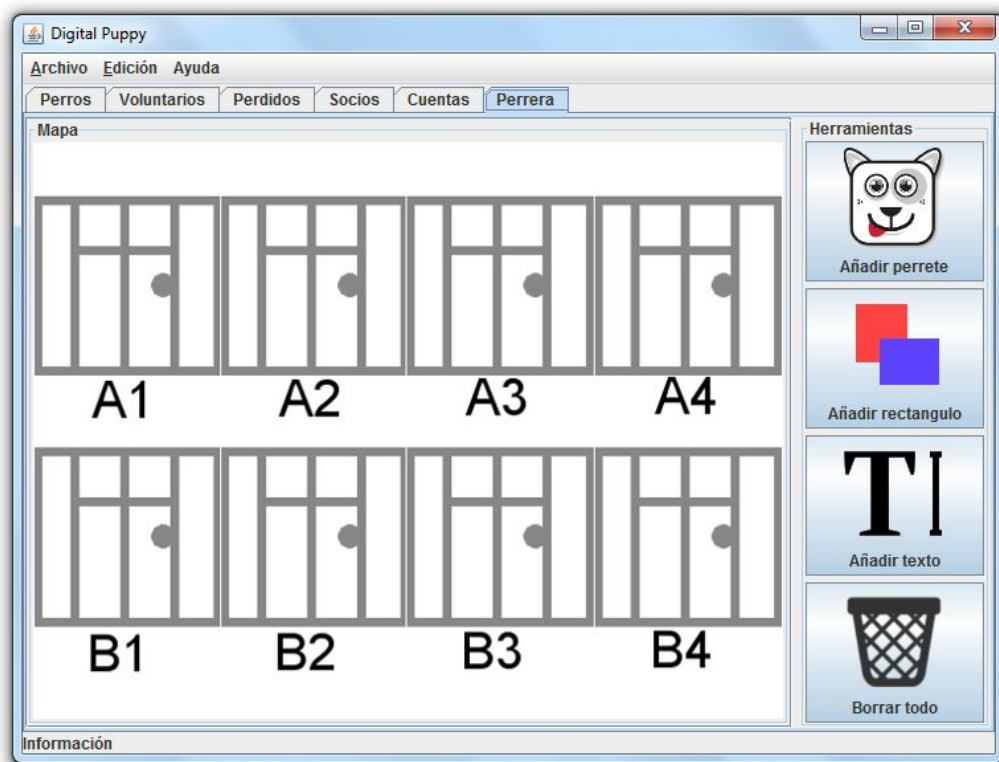 Digital Puppy
Archivo Edición Ayuda
Perros Voluntarios Perdidos Socios Cuentas Perrera
Mapa
A1 A2 A3 A4
B1 B2 B3 B4
Herramientas
Añadir perrete
Añadir rectangulo
T
Añadir texto
Borrar todo
Información